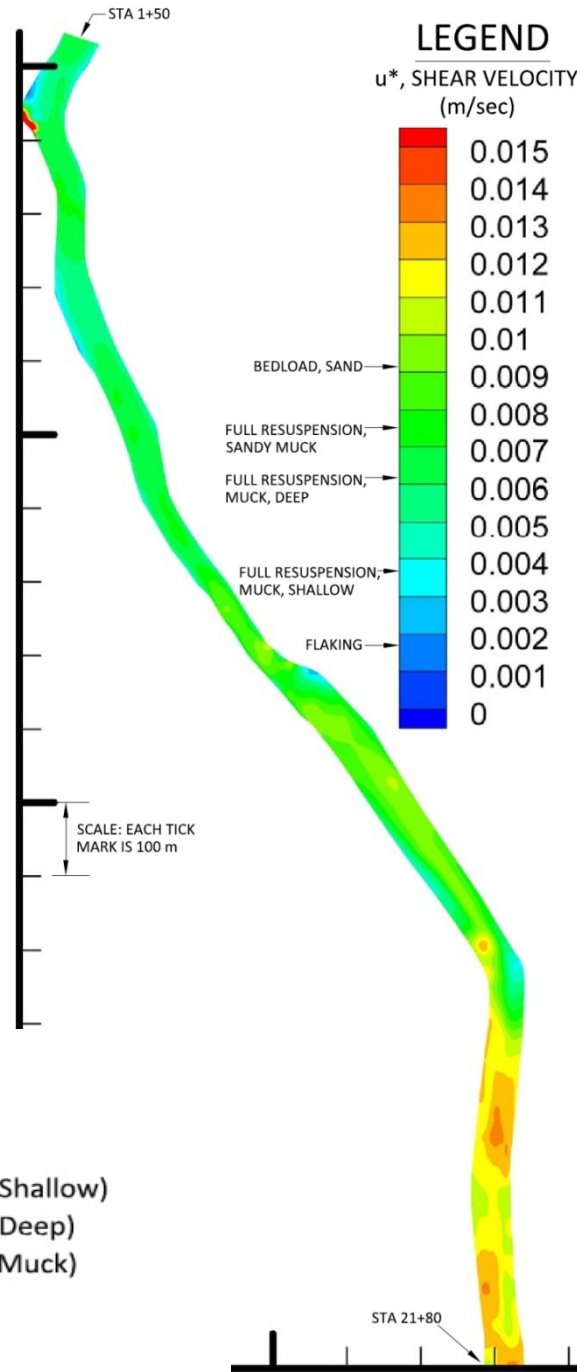 STA 1+50
LEGEND
u*, SHEAR VELOCITY
(m/sec)
0.015
0.014
0.013
0.012
0.011
0.01
0.009
0.008
0.007
0.006
0.005
0.004
0.003
0.002
0.001
0
BEDLOAD, SAND
FULL RESUSPENSION,
SANDY MUCK
FULL RESUSPENSION,
MUCK, DEEP
FULL RESUSPENSION,
MUCK, SHALLOW
FLAKING
SCALE: EACH TICK
MARK IS 100 m
Shallow)
Deep)
Muck)
STA 21+80